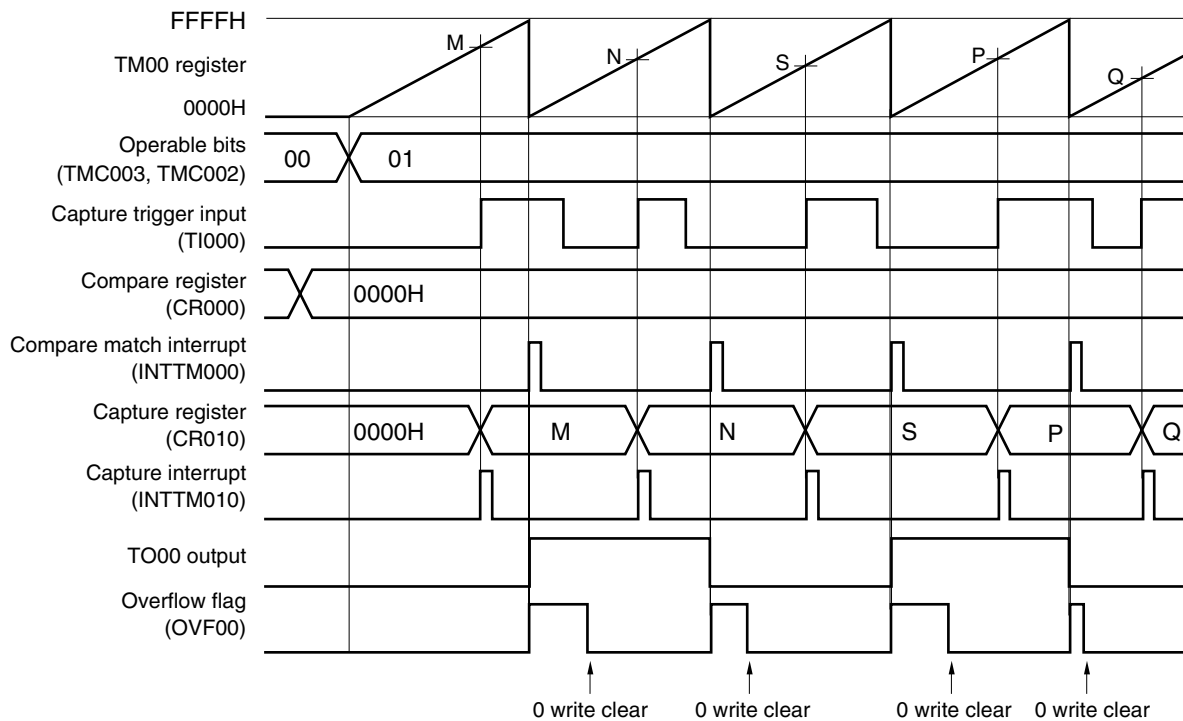 FFFFH
TM00 register
0000H
M
N
S
P
Q
Operable bits
(TMC003, TMC002)
00
01
Capture trigger input
(TI000)
Compare register
(CR000)
0000H
Compare match interrupt
(INTTM000)
Capture register
(CR010)
0000H
M
N
S
P
Q
Capture interrupt
(INTTM010)
TO00 output
Overflow flag
(OVF00)
0 write clear
0 write clear
0 write clear
0 write clear